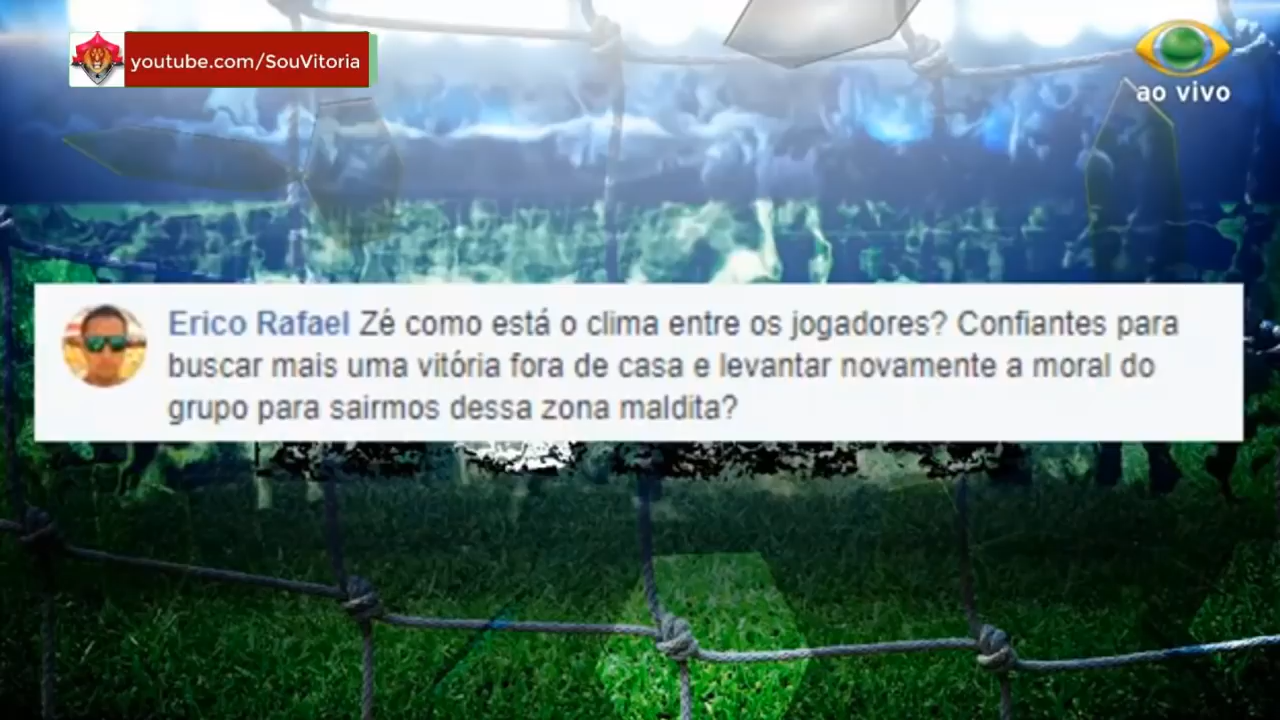 youtube.com/SouVitoria
ao vivo
Erico Rafael Zé como está o clima entre os jogadores? Confiantes para
buscar mais uma vitória fora de casa e levantar novamente a moral do
grupo para sairmos dessa zona maldita?